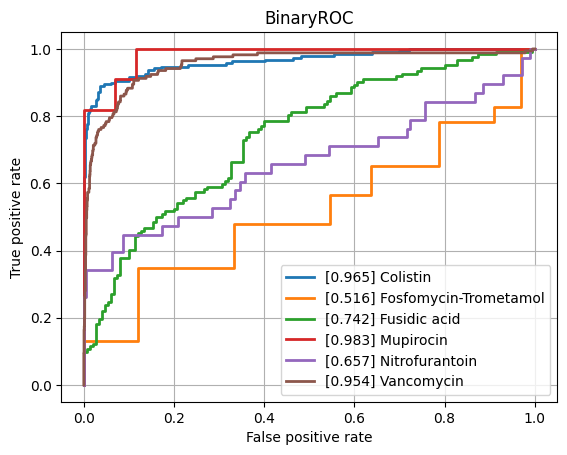 BinaryROC
True positive rate
1.0
0.8
0.6
0.4
0.2
0.0
[0.965] Colistin
[0.516] Fosfomycin-Trometamol
[0.742] Fusidic acid
[0.983] Mupirocin
[0.657] Nitrofurantoin
[0.954] Vancomycin
0.0 0.2 0.4 0.6 0.8 1.0
False positive rate